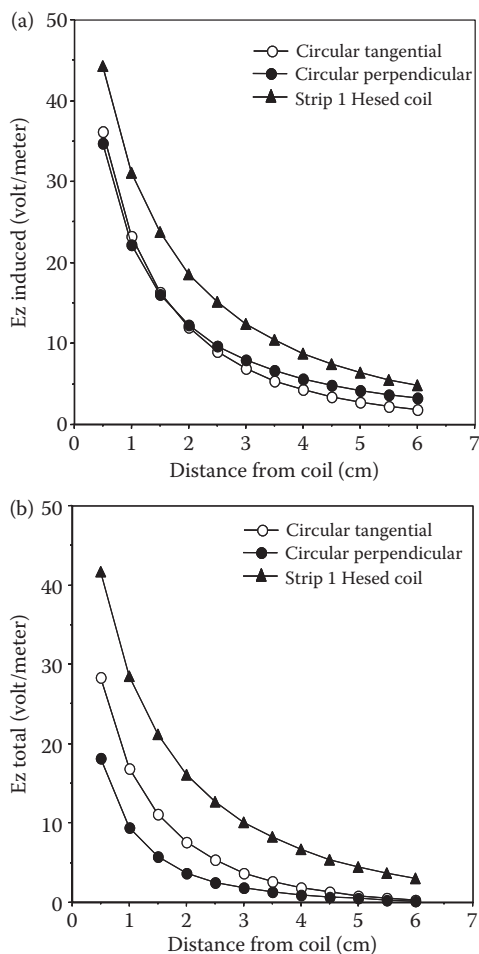 (a)
50
40
30
20
10
0
Ez induced (volt/meter)
Circular tangential
Circular perpendicular
Strip 1 Hesed coil
0 1 2 3 4 5 6 7
Distance from coil (cm)
(b)
50
40
30
20
10
0
Ez total (volt/meter)
Circular tangential
Circular perpendicular
Strip 1 Hesed coil
0 1 2 3 4 5 6 7
Distance from coil (cm)